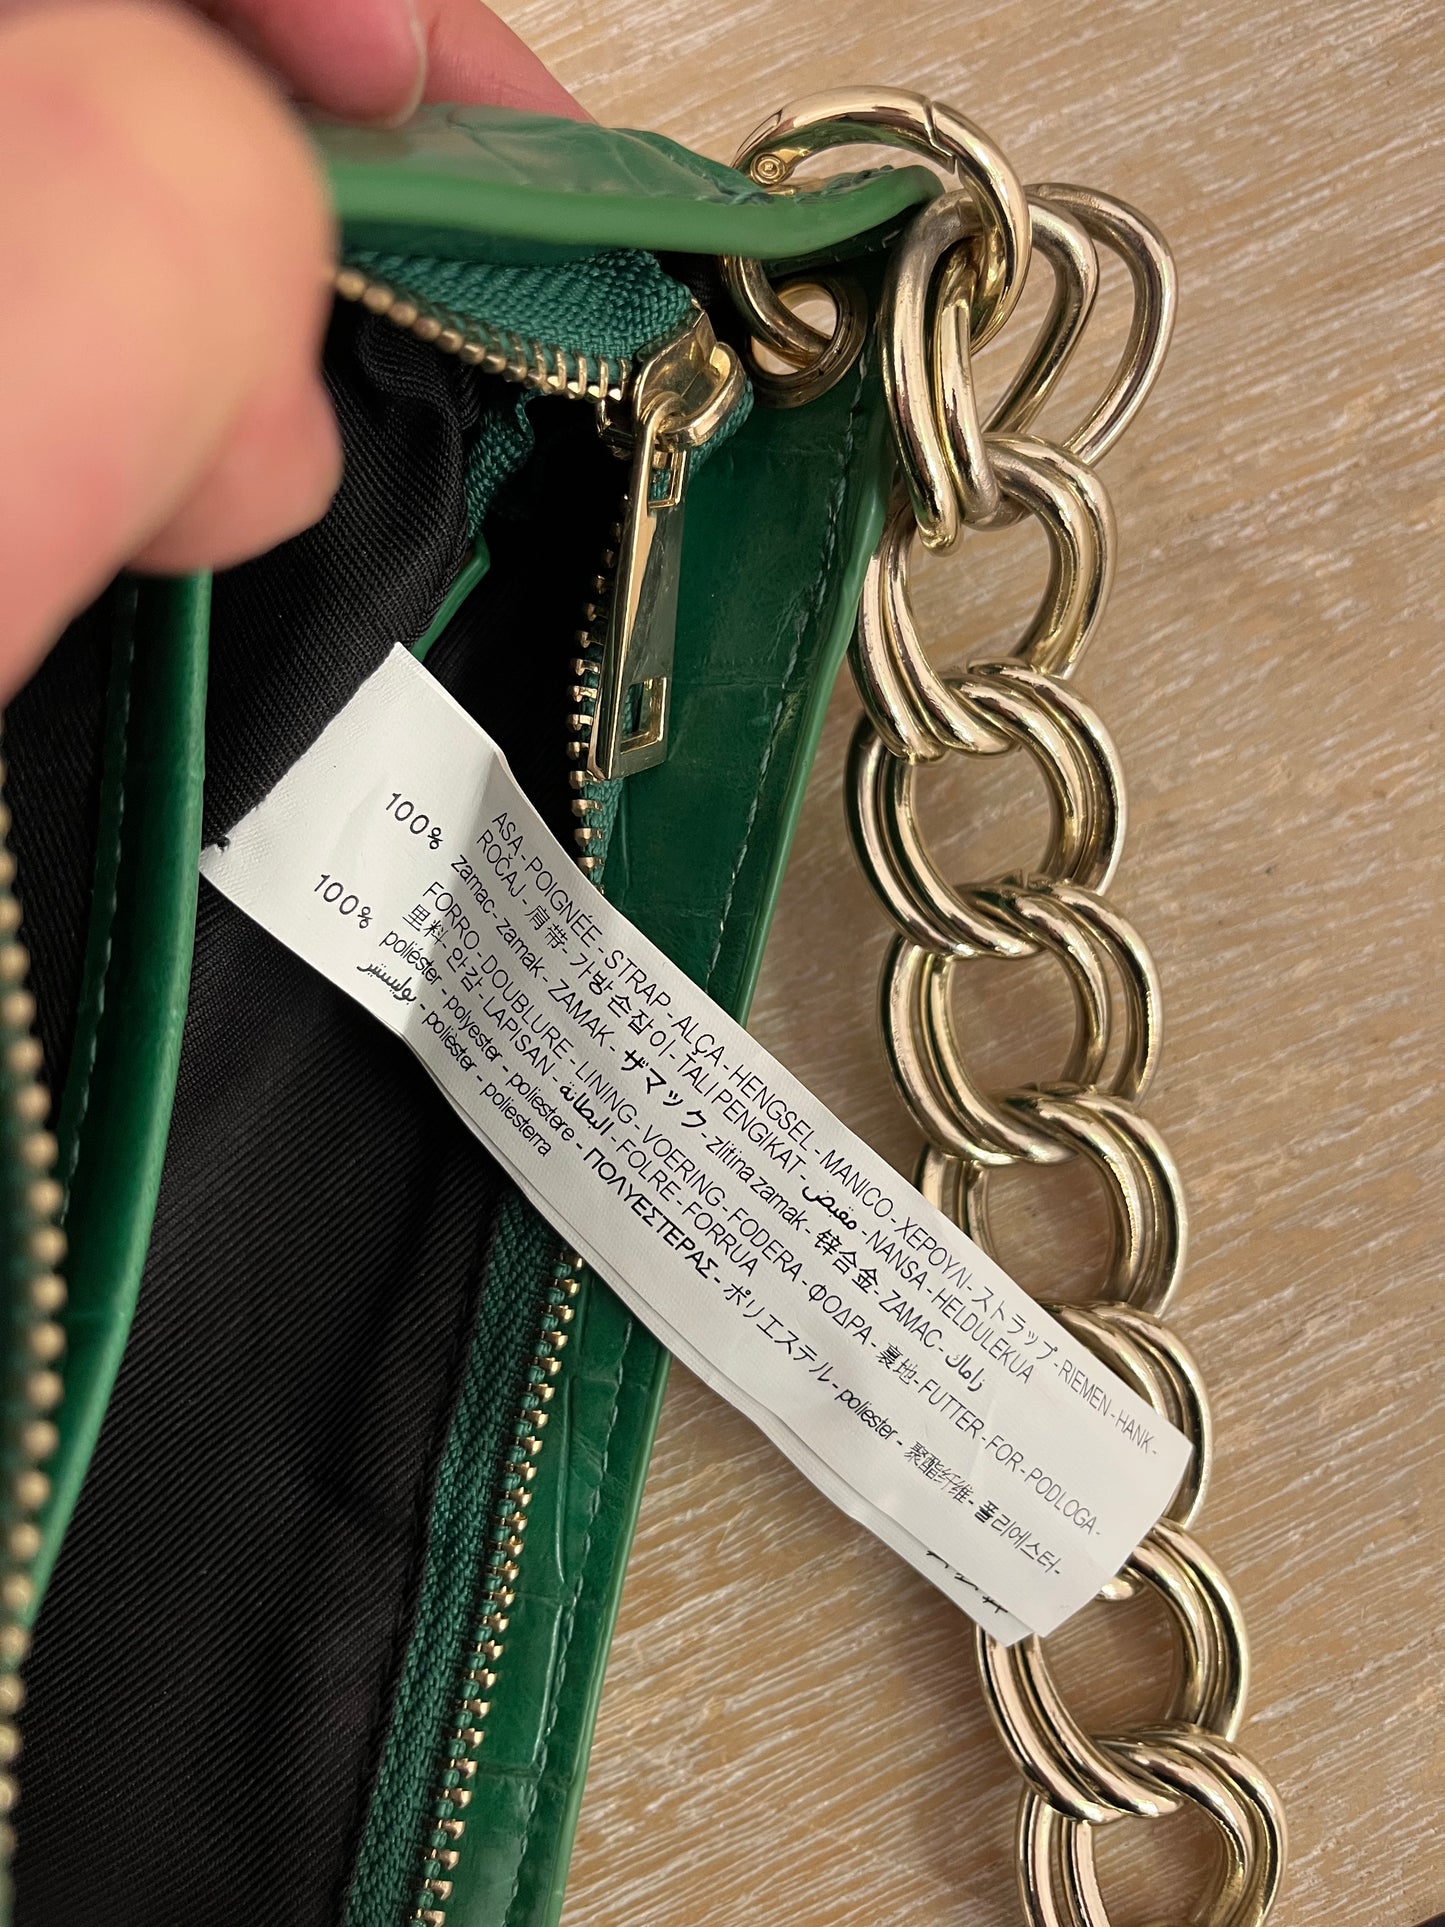 ASA - POIGNÉE - STRAP - ALÇA - HENGSEL - MANICO - ΧΕΡΟΥΛΙ - ストラップ - RIEMEN - HANK -
ROČAJ - 肩带 - 가방손잡이 - TALI PENGIKAT - مقبض - NANSA - HELDULEKUA
100% zamac - zamak - ZAMAK - ザマック - zlitina zamak - 锌合金 - ZAMAC - زاماك
FORRO - DOUBLURE - LINING - VOERING - FODERA - ΦΟΔΡΑ - 裏地 - FUTTER - FOR - PODLOGA -
里料 - 안감 - LAPISAN - البطانة - FOLRE - FORRUA
100% poliéster - polyester - poliestere - ΠΟΛΥΕΣΤΕΡΑΣ - ポリエステル - poliester - 聚酯纤维 - 폴리에스터 -
بوليستير - poliéster - poliesterra